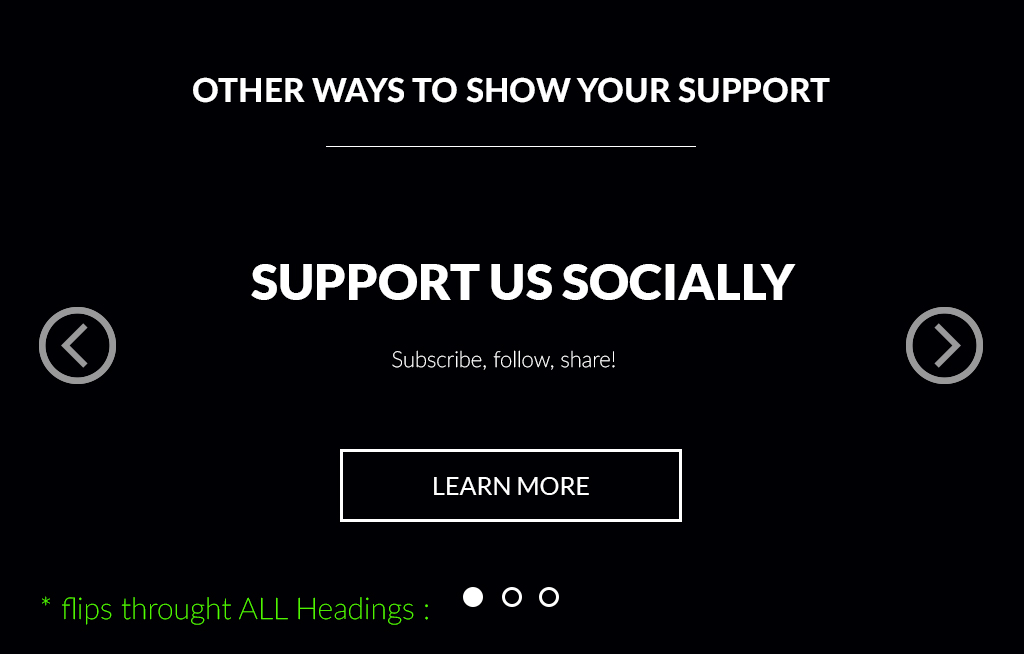 OTHER WAYS TO SHOW YOUR SUPPORT
SUPPORT US SOCIALLY
Subscribe, follow, share!
LEARN MORE
* flips throught ALL Headings :